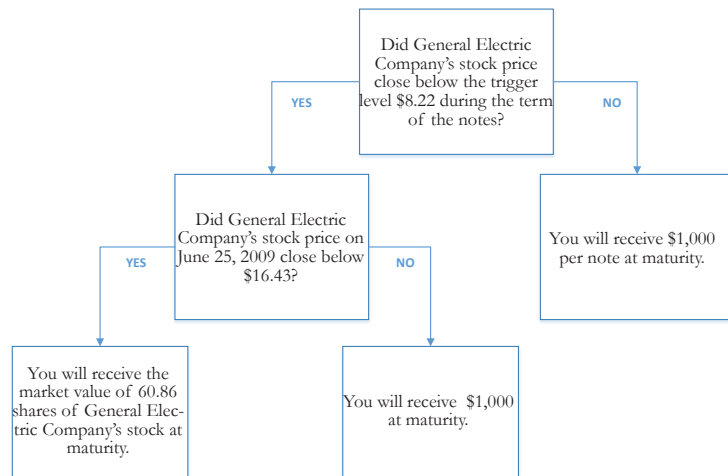 Did General Electric
Company's stock price
close below the trigger
level $8.22 during the term
of the notes?
YES
NO
Did General Electric
Company's stock price on
June 25, 2009 close below
$16.43?
You will receive $1,000
per note at maturity.
YES
NO
You will receive the
market value of 60.86
shares of General Elec-
tric Company's stock at
maturity.
You will receive $1,000
at maturity.